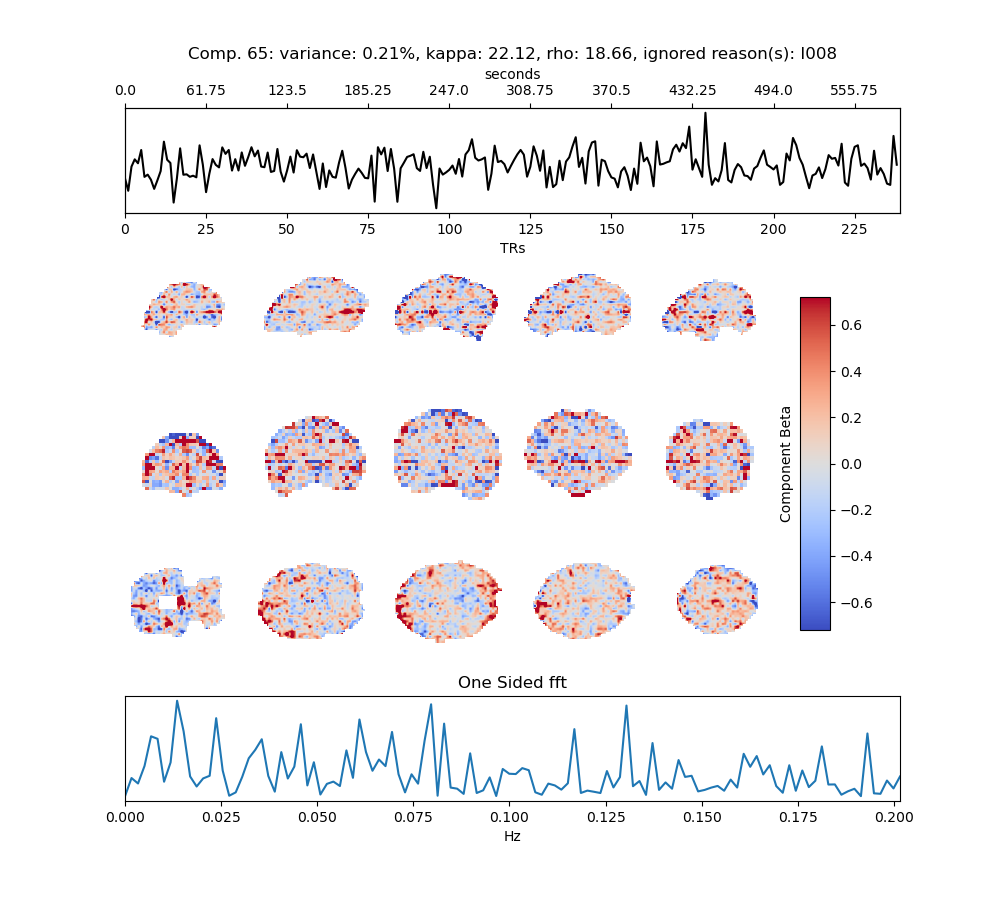 Comp. 65: variance: 0.21%, kappa: 22.12, rho: 18.66, ignored reason(s): I008
seconds
0.0 61.75 123.5 185.25 247.0 308.75 370.5 432.25 494.0 555.75
0 25 50 75 100 125 150 175 200 225
TRs
0.6
0.4
0.2
0.0
−0.2
−0.4
−0.6
Component Beta
One Sided fft
0.000 0.025 0.050 0.075 0.100 0.125 0.150 0.175 0.200
Hz